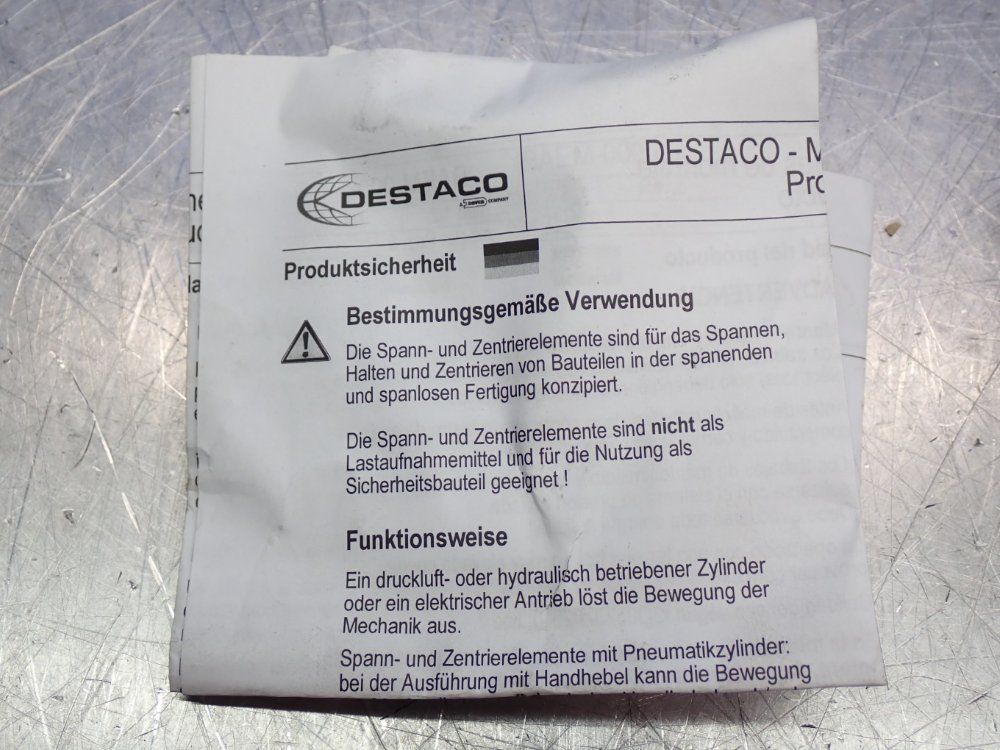 DESTACO
A DOVER COMPANY
DESTACO - M
Pro
Produktsicherheit
Bestimmungsgemäße Verwendung
Die Spann- und Zentrierelemente sind für das Spannen,
Halten und Zentrieren von Bauteilen in der spanenden
und spanlosen Fertigung konzipiert.
Die Spann- und Zentrierelemente sind nicht als
Lastaufnahmemittel und für die Nutzung als
Sicherheitsbauteil geeignet !
Funktionsweise
Ein druckluft- oder hydraulisch betriebener Zylinder
oder ein elektrischer Antrieb löst die Bewegung der
Mechanik aus.
Spann- und Zentrierelemente mit Pneumatikzylinder:
bei der Ausführung mit Handhebel kann die Bewegung